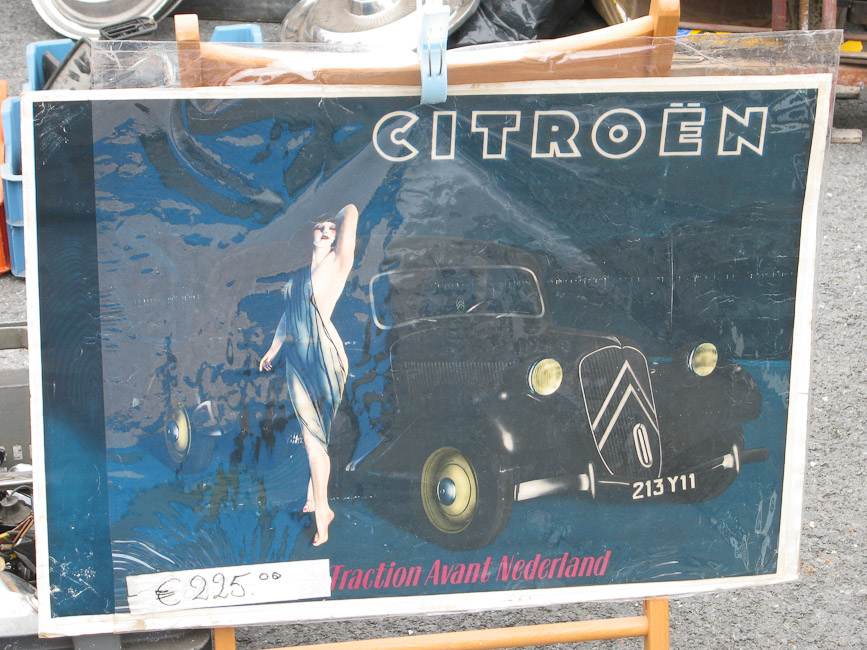 CITROËN
213 Y11
Traction Avant Nederland
€ 225.00